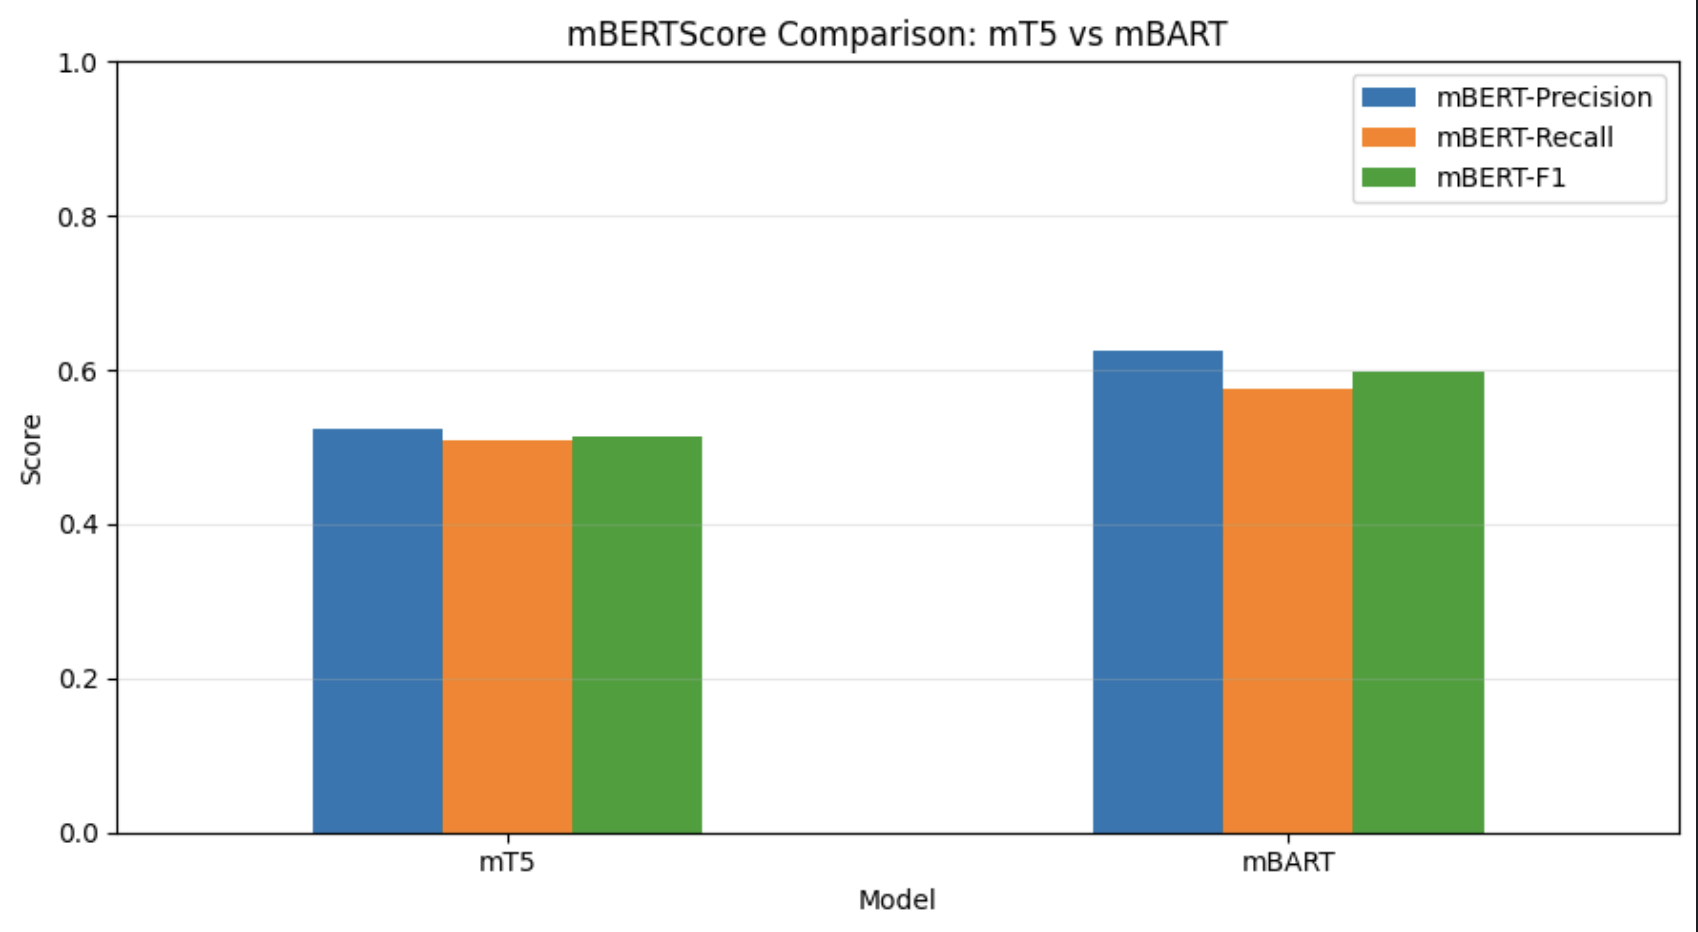 mBERTScore Comparison: mT5 vs mBART
1.0
0.8
0.6
0.4
0.2
0.0
Score
mBERT-Precision
mBERT-Recall
mBERT-F1
mT5
mBART
Model